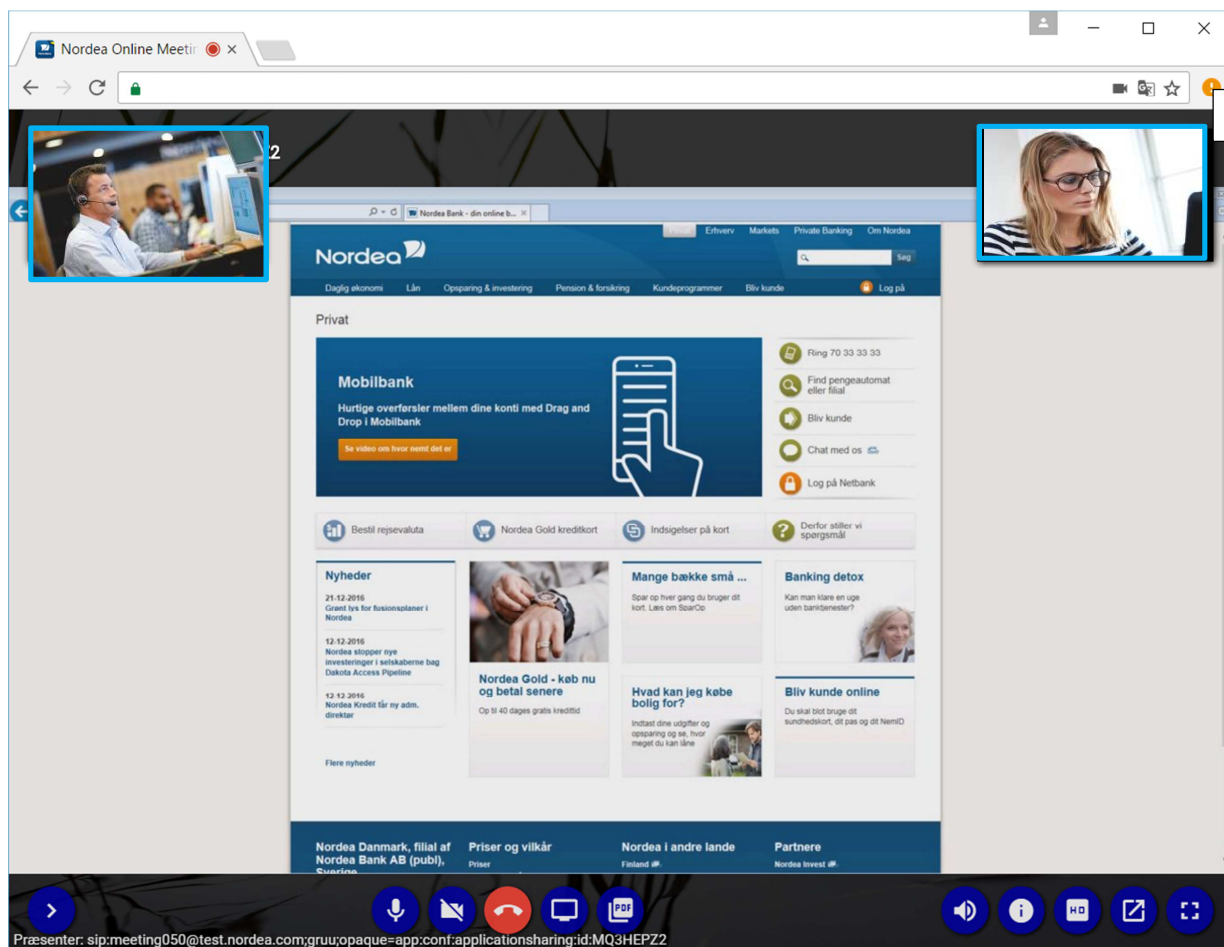 Nordea Online Meetin
Nordea Bank - din online b...
Erhverv Markets Private Banking Om Nordea
Nordea
Søg
Daglig økonomi Lån Opsparing & investering Pension & forsikring Kundeprogrammer Bliv kunde Log på
Privat
Mobilbank
Hurtige overførsler mellem dine konti med Drag and
Drop i Mobilbank
Se video om hvor nemt det er
Ring 70 33 33 33
Find pengeautomat
eller filial
Bliv kunde
Chat med os
Log på Netbank
Bestil rejsevaluta
Nordea Gold kreditkort
Indsigelser på kort
Derfor stiller vi
spørgsmål
Nyheder
21-12-2016
Grønt lys for fusionsplaner i
Nordea
12-12-2016
Nordea stopper nye
investeringer i selskaberne bag
Dakota Access Pipeline
12-12-2016
Nordea Kredit får ny adm.
direktør
Flere nyheder
Nordea Gold - køb nu
og betal senere
Op til 40 dages gratis kredittid
Mange bække små ...
Spar op hver gang du bruger dit
kort. Læs om SparOp
Hvad kan jeg købe
bolig for?
Indtast dine udgifter og
opsparing og se, hvor
meget du kan låne
Banking detox
Kan man klare en uge
uden banktjenester?
Bliv kunde online
Du skal blot bruge dit
sundhedskort, dit pas og dit NemID
Nordea Danmark, filial af
Nordea Bank AB (publ),
Sverige
Priser og vilkår
Priser
Nordea i andre lande
Finland
Partnere
Nordea Invest
PDF
HD
Præsenter: sip:meeting050@test.nordea.com;gruu;opaque=app:conf:applicationsharing:id:MQ3HEPZ2